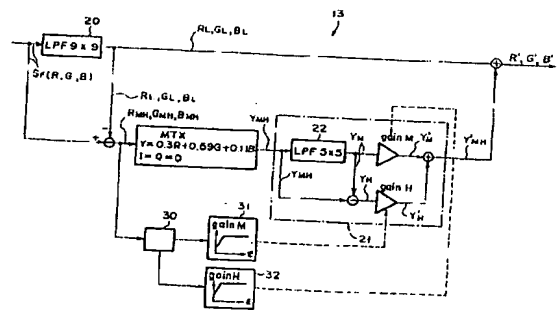 13
20
LPF 9 x 9
RL, GL, BL
R', G', B'
Sr(R, G, B)
RL, GL, BL
RMH, GMH, BMH
MTX
Y = 0.3R + 0.59G + 0.11B
I = Q = 0
YMH
22
LPF 5 x 5
YM
gain M
Y'M
Y'MH
YMH
YH
gain H
Y'H
21
30
31
gain M
ε
32
gain H
ε